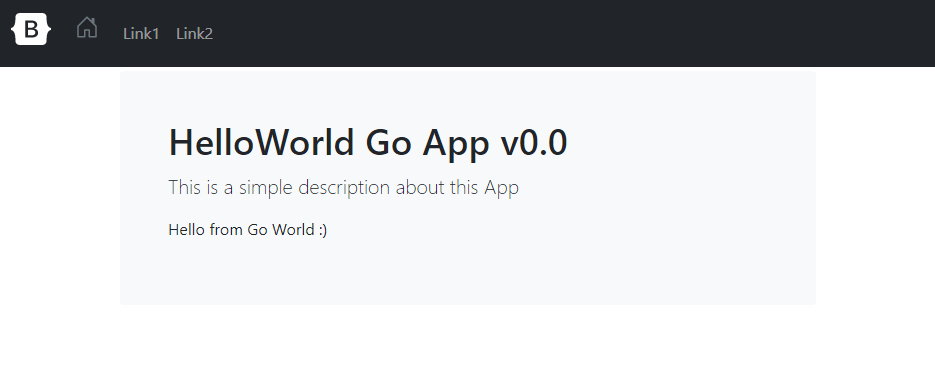 B
Link1 Link2
HelloWorld Go App v0.0
This is a simple description about this App
Hello from Go World :)